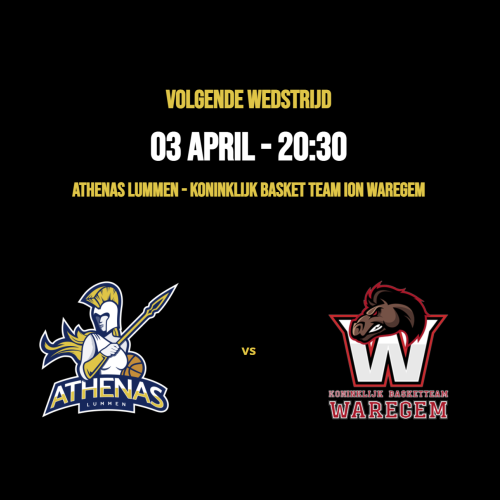 VOLGENDE WEDSTRIJD
03 APRIL - 20:30
ATHENAS LUMMEN - KONINKLIJK BASKET TEAM ION WAREGEM
vs
ATHENAS
LUMMEN
W
KONINKLIJK BASKETTEAM
WAREGEM